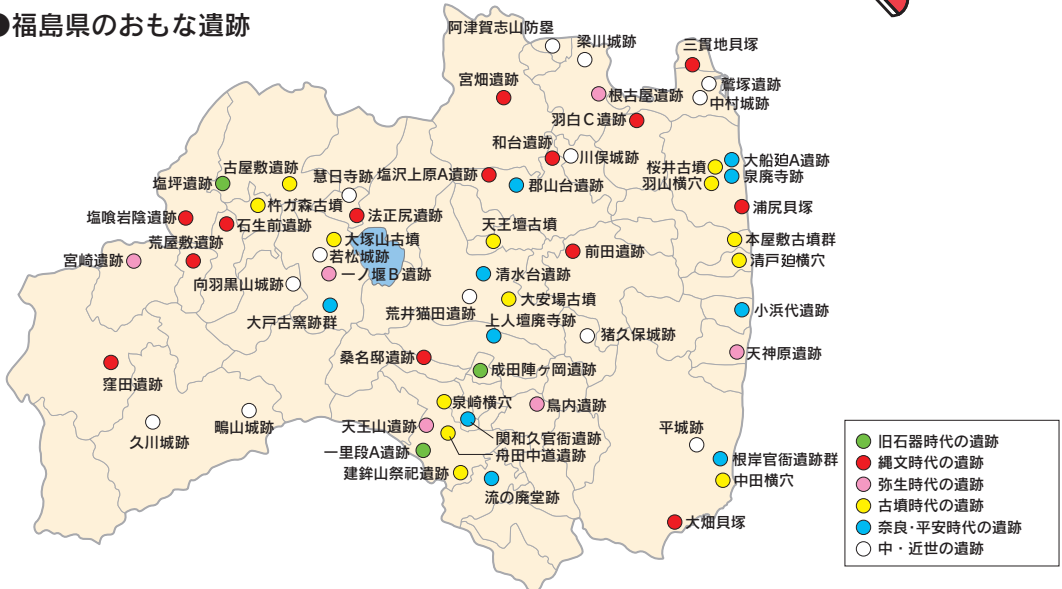 ●福島県のおもな遺跡
阿津賀志山防塁
梁川城跡
三貫地貝塚
宮畑遺跡
鷲塚遺跡
根古屋遺跡
中村城跡
羽白C遺跡
和台遺跡
川俣城跡
大船廹A遺跡
古屋敷遺跡
桜井古墳
慧日寺跡
塩沢上原A遺跡
泉廃寺跡
塩坪遺跡
郡山台遺跡
羽山横穴
杵ガ森古墳
浦尻貝塚
塩喰岩陰遺跡
法正尻遺跡
石生前遺跡
天王壇古墳
荒屋敷遺跡
大塚山古墳
本屋敷古墳群
若松城跡
前田遺跡
宮崎遺跡
清戸廹横穴
一ノ堰B遺跡
清水台遺跡
向羽黒山城跡
大安場古墳
荒井猫田遺跡
小浜代遺跡
大戸古窯跡群
上人壇廃寺跡
猪久保城跡
天神原遺跡
桑名邸遺跡
成田陣ヶ岡遺跡
窪田遺跡
泉崎横穴
鳥内遺跡
久川城跡
鴫山城跡
天王山遺跡
平城跡
関和久官衙遺跡
一里段A遺跡
舟田中道遺跡
根岸官衙遺跡群
建鉾山祭祀遺跡
中田横穴
流の廃堂跡
大畑貝塚
旧石器時代の遺跡
縄文時代の遺跡
弥生時代の遺跡
古墳時代の遺跡
奈良・平安時代の遺跡
中・近世の遺跡